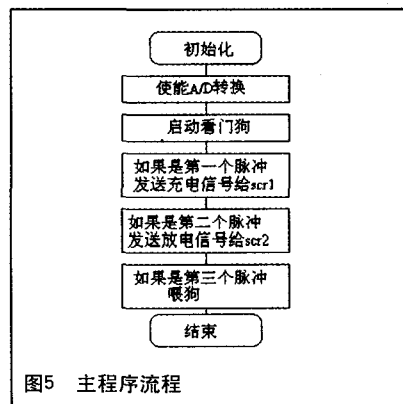 初始化
使能A/D转换
启动看门狗
如果是第一个脉冲
发送充电信号给scr1
如果是第二个脉冲
发送放电信号给scr2
如果是第三个脉冲
喂狗
结束
图5 主程序流程